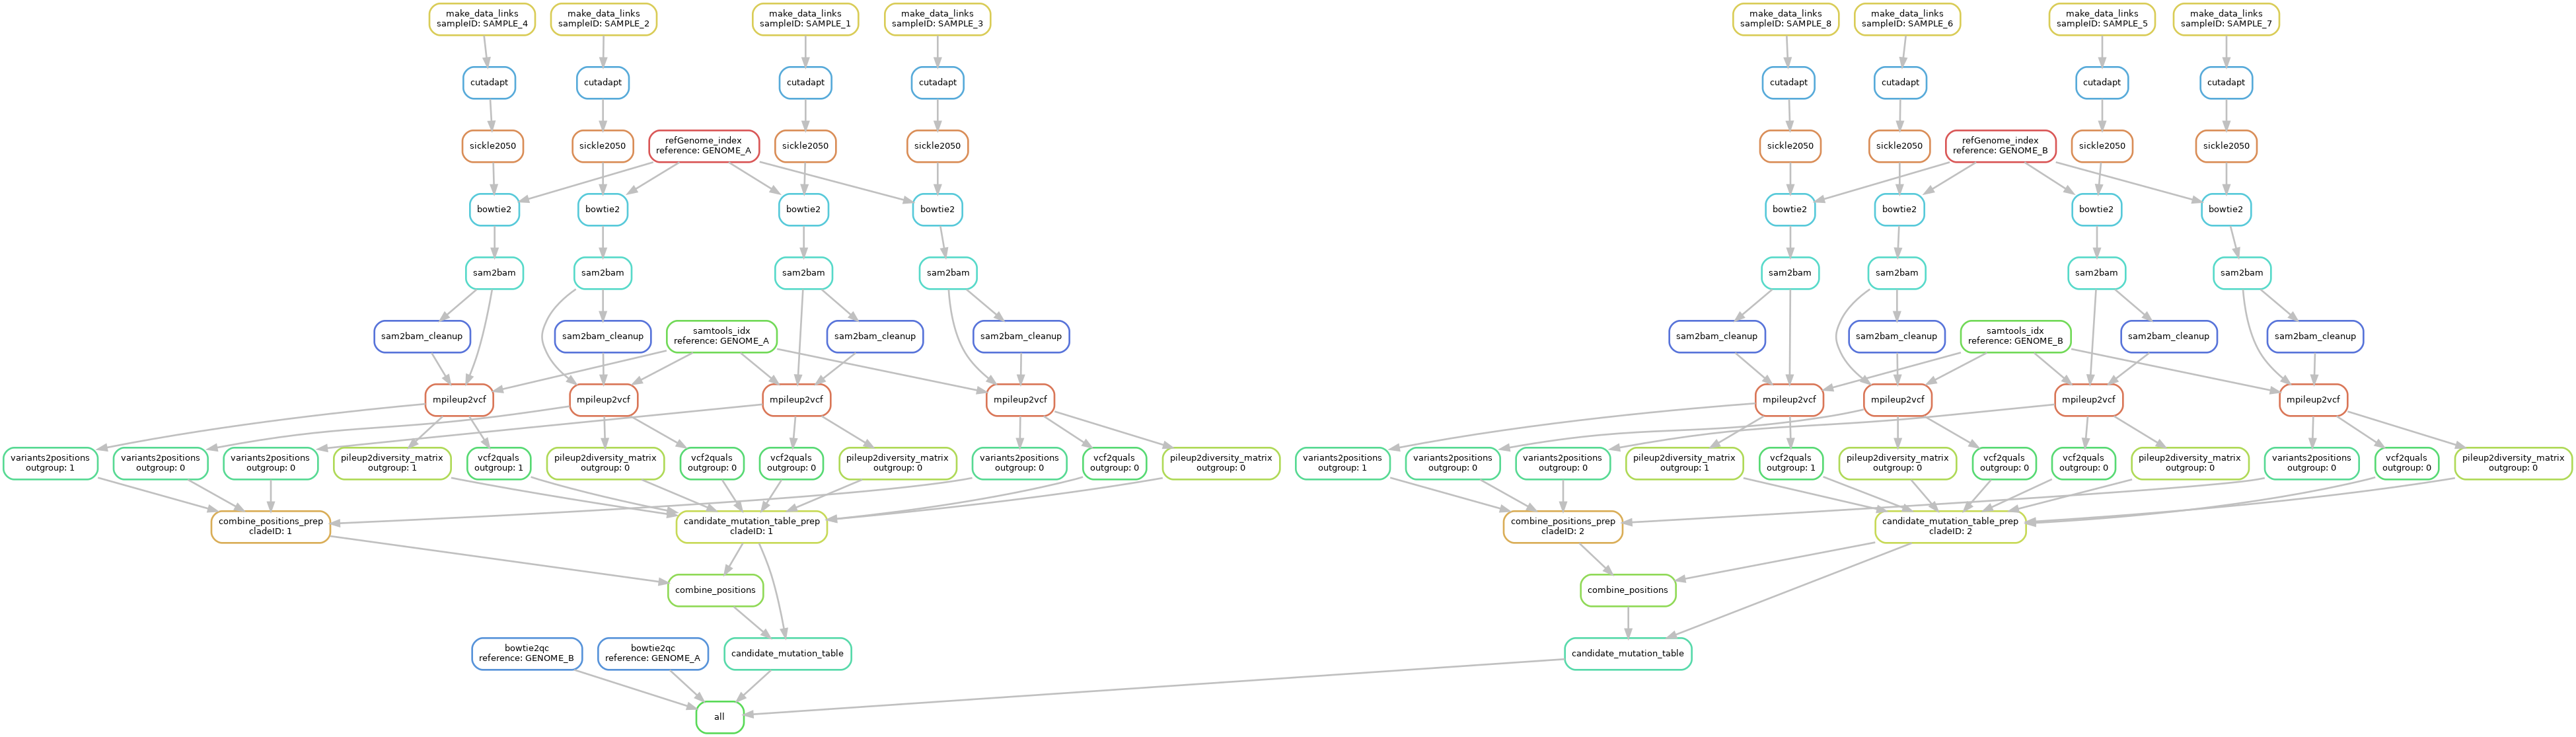 make_data_links
sampleID: SAMPLE_4
make_data_links
sampleID: SAMPLE_2
make_data_links
sampleID: SAMPLE_1
make_data_links
sampleID: SAMPLE_3
make_data_links
sampleID: SAMPLE_8
make_data_links
sampleID: SAMPLE_6
make_data_links
sampleID: SAMPLE_5
make_data_links
sampleID: SAMPLE_7
cutadapt
cutadapt
cutadapt
cutadapt
cutadapt
cutadapt
cutadapt
cutadapt
sickle2050
sickle2050
refGenome_index
reference: GENOME_A
sickle2050
sickle2050
sickle2050
sickle2050
refGenome_index
reference: GENOME_B
sickle2050
sickle2050
bowtie2
bowtie2
bowtie2
bowtie2
bowtie2
bowtie2
bowtie2
bowtie2
sam2bam
sam2bam
sam2bam
sam2bam
sam2bam
sam2bam
sam2bam
sam2bam
sam2bam_cleanup
sam2bam_cleanup
samtools_idx
reference: GENOME_A
sam2bam_cleanup
sam2bam_cleanup
sam2bam_cleanup
sam2bam_cleanup
samtools_idx
reference: GENOME_B
sam2bam_cleanup
sam2bam_cleanup
mpileup2vcf
mpileup2vcf
mpileup2vcf
mpileup2vcf
mpileup2vcf
mpileup2vcf
mpileup2vcf
mpileup2vcf
variants2positions
outgroup: 1
variants2positions
outgroup: 0
variants2positions
outgroup: 0
pileup2diversity_matrix
outgroup: 1
vcf2quals
outgroup: 1
pileup2diversity_matrix
outgroup: 0
vcf2quals
outgroup: 0
vcf2quals
outgroup: 0
pileup2diversity_matrix
outgroup: 0
variants2positions
outgroup: 0
vcf2quals
outgroup: 0
pileup2diversity_matrix
outgroup: 0
variants2positions
outgroup: 1
variants2positions
outgroup: 0
variants2positions
outgroup: 0
pileup2diversity_matrix
outgroup: 1
vcf2quals
outgroup: 1
pileup2diversity_matrix
outgroup: 0
vcf2quals
outgroup: 0
vcf2quals
outgroup: 0
pileup2diversity_matrix
outgroup: 0
variants2positions
outgroup: 0
vcf2quals
outgroup: 0
pileup2diversity_matrix
outgroup: 0
combine_positions_prep
cladeID: 1
candidate_mutation_table_prep
cladeID: 1
combine_positions_prep
cladeID: 2
candidate_mutation_table_prep
cladeID: 2
combine_positions
combine_positions
bowtie2qc
reference: GENOME_B
bowtie2qc
reference: GENOME_A
candidate_mutation_table
candidate_mutation_table
all